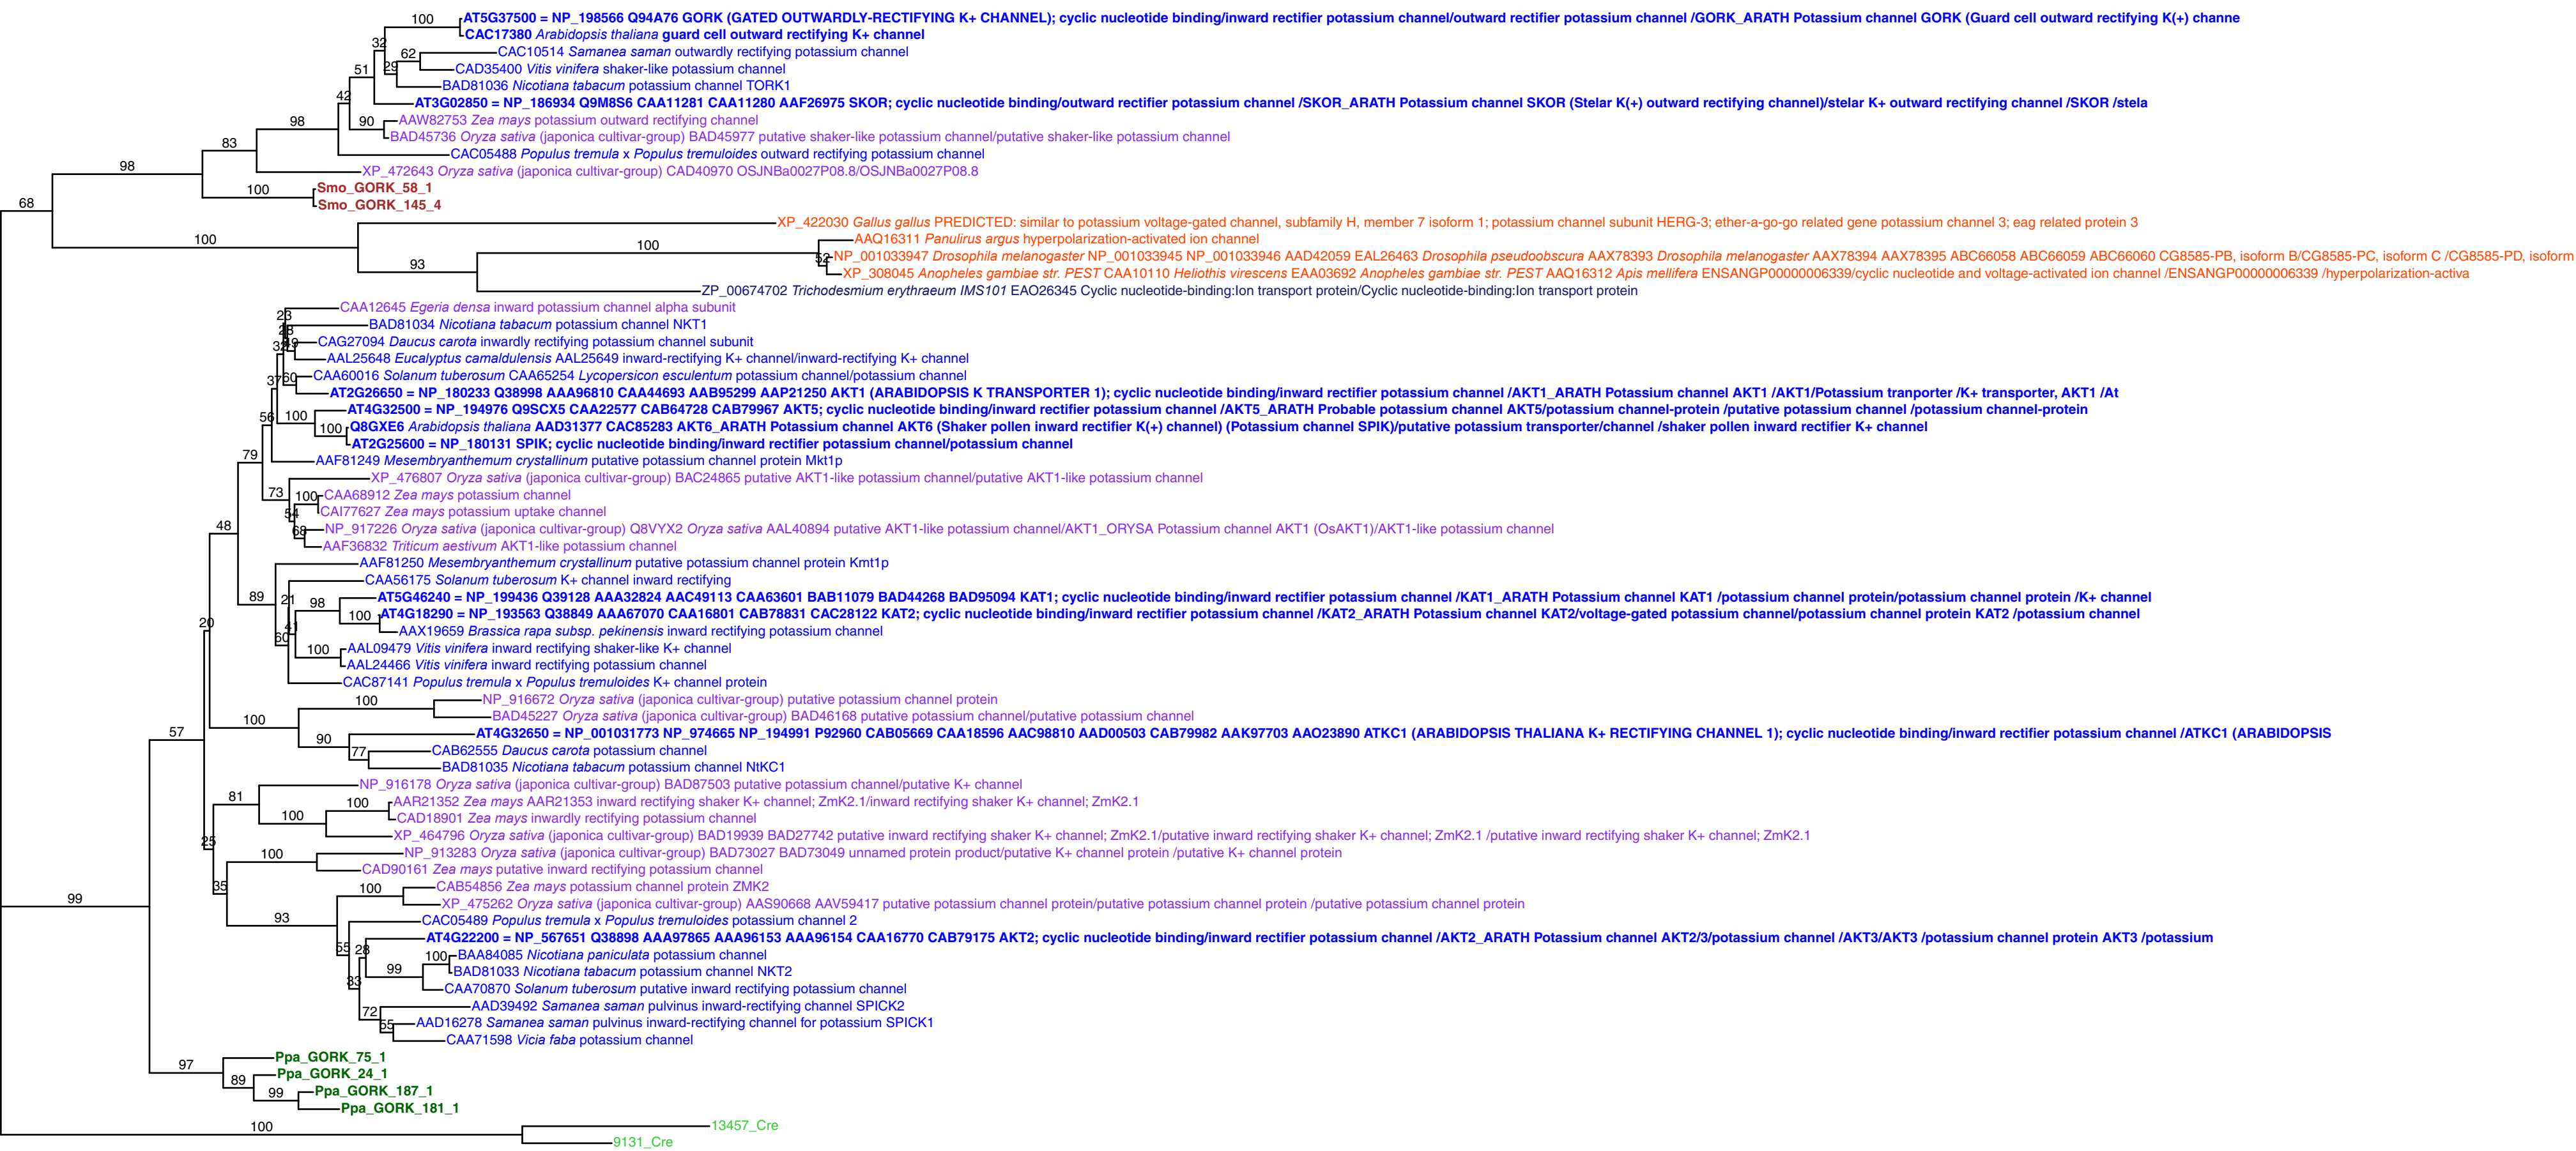 100 AT5G37500 = NP_198566 Q94A76 GORK (GATED OUTWARDLY-RECTIFYING K+ CHANNEL); cyclic nucleotide binding/inward rectifier potassium channel/outward rectifier potassium channel /GORK_ARATH Potassium channel GORK (Guard cell outward rectifying K(+) channe
CAC17380 Arabidopsis thaliana guard cell outward rectifying K+ channel
32
62 CAC10514 Samanea saman outwardly rectifying potassium channel
51 29 CAD35400 Vitis vinifera shaker-like potassium channel
BAD81036 Nicotiana tabacum potassium channel TORK1
42 AT3G02850 = NP_186934 Q9M8S6 CAA11281 CAA11280 AAF26975 SKOR; cyclic nucleotide binding/outward rectifier potassium channel /SKOR_ARATH Potassium channel SKOR (Stelar K(+) outward rectifying channel)/stelar K+ outward rectifying channel /SKOR /stela
98 90 AAW82753 Zea mays potassium outward rectifying channel
BAD45736 Oryza sativa (japonica cultivar-group) BAD45977 putative shaker-like potassium channel/putative shaker-like potassium channel
83 CAC05488 Populus tremula x Populus tremuloides outward rectifying potassium channel
98 XP_472643 Oryza sativa (japonica cultivar-group) CAD40970 OSJNBa0027P08.8/OSJNBa0027P08.8
100 Smo_GORK_58_1
68 Smo_GORK_145_4
XP_422030 Gallus gallus PREDICTED: similar to potassium voltage-gated channel, subfamily H, member 7 isoform 1; potassium channel subunit HERG-3; ether-a-go-go related gene potassium channel 3; eag related protein 3
100 100 AAQ16311 Panulirus argus hyperpolarization-activated ion channel
52 NP_001033947 Drosophila melanogaster NP_001033945 NP_001033946 AAD42059 EAL26463 Drosophila pseudoobscura AAX78393 Drosophila melanogaster AAX78394 AAX78395 ABC66058 ABC66059 ABC66060 CG8585-PB, isoform B/CG8585-PC, isoform C /CG8585-PD, isoform
93 XP_308045 Anopheles gambiae str. PEST CAA10110 Heliothis virescens EAA03692 Anopheles gambiae str. PEST AAQ16312 Apis mellifera ENSANGP00000006339/cyclic nucleotide and voltage-activated ion channel /ENSANGP00000006339 /hyperpolarization-activa
ZP_00674702 Trichodesmium erythraeum IMS101 EAO26345 Cyclic nucleotide-binding:Ion transport protein/Cyclic nucleotide-binding:Ion transport protein
CAA12645 Egeria densa inward potassium channel alpha subunit
23 BAD81034 Nicotiana tabacum potassium channel NKT1
CAG27094 Daucus carota inwardly rectifying potassium channel subunit
AAL25648 Eucalyptus camaldulensis AAL25649 inward-rectifying K+ channel/inward-rectifying K+ channel
37 60 CAA60016 Solanum tuberosum CAA65254 Lycopersicon esculentum potassium channel/potassium channel
AT2G26650 = NP_180233 Q38998 AAA96810 CAA44693 AAB95299 AAP21250 AKT1 (ARABIDOPSIS K TRANSPORTER 1); cyclic nucleotide binding/inward rectifier potassium channel /AKT1_ARATH Potassium channel AKT1 /AKT1/Potassium tranporter /K+ transporter, AKT1 /At
56 100 AT4G32500 = NP_194976 Q9SCX5 CAA22577 CAB64728 CAB79967 AKT5; cyclic nucleotide binding/inward rectifier potassium channel /AKT5_ARATH Probable potassium channel AKT5/potassium channel-protein /putative potassium channel /potassium channel-protein
100 Q8GXE6 Arabidopsis thaliana AAD31377 CAC85283 AKT6_ARATH Potassium channel AKT6 (Shaker pollen inward rectifier K(+) channel) (Potassium channel SPIK)/putative potassium transporter/channel /shaker pollen inward rectifier K+ channel
AT2G25600 = NP_180131 SPIK; cyclic nucleotide binding/inward rectifier potassium channel/potassium channel
79 AAF81249 Mesembryanthemum crystallinum putative potassium channel protein Mkt1p
XP_476807 Oryza sativa (japonica cultivar-group) BAC24865 putative AKT1-like potassium channel/putative AKT1-like potassium channel
73 100 CAA68912 Zea mays potassium channel
54 CAI77627 Zea mays potassium uptake channel
48 68 NP_917226 Oryza sativa (japonica cultivar-group) Q8VYX2 Oryza sativa AAL40894 putative AKT1-like potassium channel/AKT1_ORYSA Potassium channel AKT1 (OsAKT1)/AKT1-like potassium channel
AAF36832 Triticum aestivum AKT1-like potassium channel
AAF81250 Mesembryanthemum crystallinum putative potassium channel protein Kmt1p
CAA56175 Solanum tuberosum K+ channel inward rectifying
89 21 98 AT5G46240 = NP_199436 Q39128 AAA32824 AAC49113 CAA63601 BAB11079 BAD44268 BAD95094 KAT1; cyclic nucleotide binding/inward rectifier potassium channel /KAT1_ARATH Potassium channel KAT1 /potassium channel protein/potassium channel protein /K+ channel
100 AT4G18290 = NP_193563 Q38849 AAA67070 CAA16801 CAB78831 CAC28122 KAT2; cyclic nucleotide binding/inward rectifier potassium channel /KAT2_ARATH Potassium channel KAT2/voltage-gated potassium channel/potassium channel protein KAT2 /potassium channel
20 60 41 AAX19659 Brassica rapa subsp. pekinensis inward rectifying potassium channel
100 AAL09479 Vitis vinifera inward rectifying shaker-like K+ channel
AAL24466 Vitis vinifera inward rectifying potassium channel
CAC87141 Populus tremula x Populus tremuloides K+ channel protein
100 NP_916672 Oryza sativa (japonica cultivar-group) putative potassium channel protein
100 BAD45227 Oryza sativa (japonica cultivar-group) BAD46168 putative potassium channel/putative potassium channel
57 90 AT4G32650 = NP_001031773 NP_974665 NP_194991 P92960 CAB05669 CAA18596 AAC98810 AAD00503 CAB79982 AAK97703 AAO23890 ATKC1 (ARABIDOPSIS THALIANA K+ RECTIFYING CHANNEL 1); cyclic nucleotide binding/inward rectifier potassium channel /ATKC1 (ARABIDOPSIS
77 CAB62555 Daucus carota potassium channel
BAD81035 Nicotiana tabacum potassium channel NtKC1
NP_916178 Oryza sativa (japonica cultivar-group) BAD87503 putative potassium channel/putative K+ channel
81 100 AAR21352 Zea mays AAR21353 inward rectifying shaker K+ channel; ZmK2.1/inward rectifying shaker K+ channel; ZmK2.1
100 CAD18901 Zea mays inwardly rectifying potassium channel
25 XP_464796 Oryza sativa (japonica cultivar-group) BAD19939 BAD27742 putative inward rectifying shaker K+ channel; ZmK2.1/putative inward rectifying shaker K+ channel; ZmK2.1 /putative inward rectifying shaker K+ channel; ZmK2.1
100 NP_913283 Oryza sativa (japonica cultivar-group) BAD73027 BAD73049 unnamed protein product/putative K+ channel protein /putative K+ channel protein
CAD90161 Zea mays putative inward rectifying potassium channel
35 100 CAB54856 Zea mays potassium channel protein ZMK2
99 XP_475262 Oryza sativa (japonica cultivar-group) AAS90668 AAV59417 putative potassium channel protein/putative potassium channel protein /putative potassium channel protein
93 CAC05489 Populus tremula x Populus tremuloides potassium channel 2
55 28 AT4G22200 = NP_567651 Q38898 AAA97865 AAA96153 AAA96154 CAA16770 CAB79175 AKT2; cyclic nucleotide binding/inward rectifier potassium channel /AKT2_ARATH Potassium channel AKT2/3/potassium channel /AKT3/AKT3 /potassium channel protein AKT3 /potassium
100 BAA84085 Nicotiana paniculata potassium channel
99 BAD81033 Nicotiana tabacum potassium channel NKT2
33 CAA70870 Solanum tuberosum putative inward rectifying potassium channel
72 AAD39492 Samanea saman pulvinus inward-rectifying channel SPICK2
55 AAD16278 Samanea saman pulvinus inward-rectifying channel for potassium SPICK1
CAA71598 Vicia faba potassium channel
97 Ppa_GORK_75_1
89 Ppa_GORK_24_1
99 Ppa_GORK_187_1
Ppa_GORK_181_1
100 13457_Cre
9131_Cre